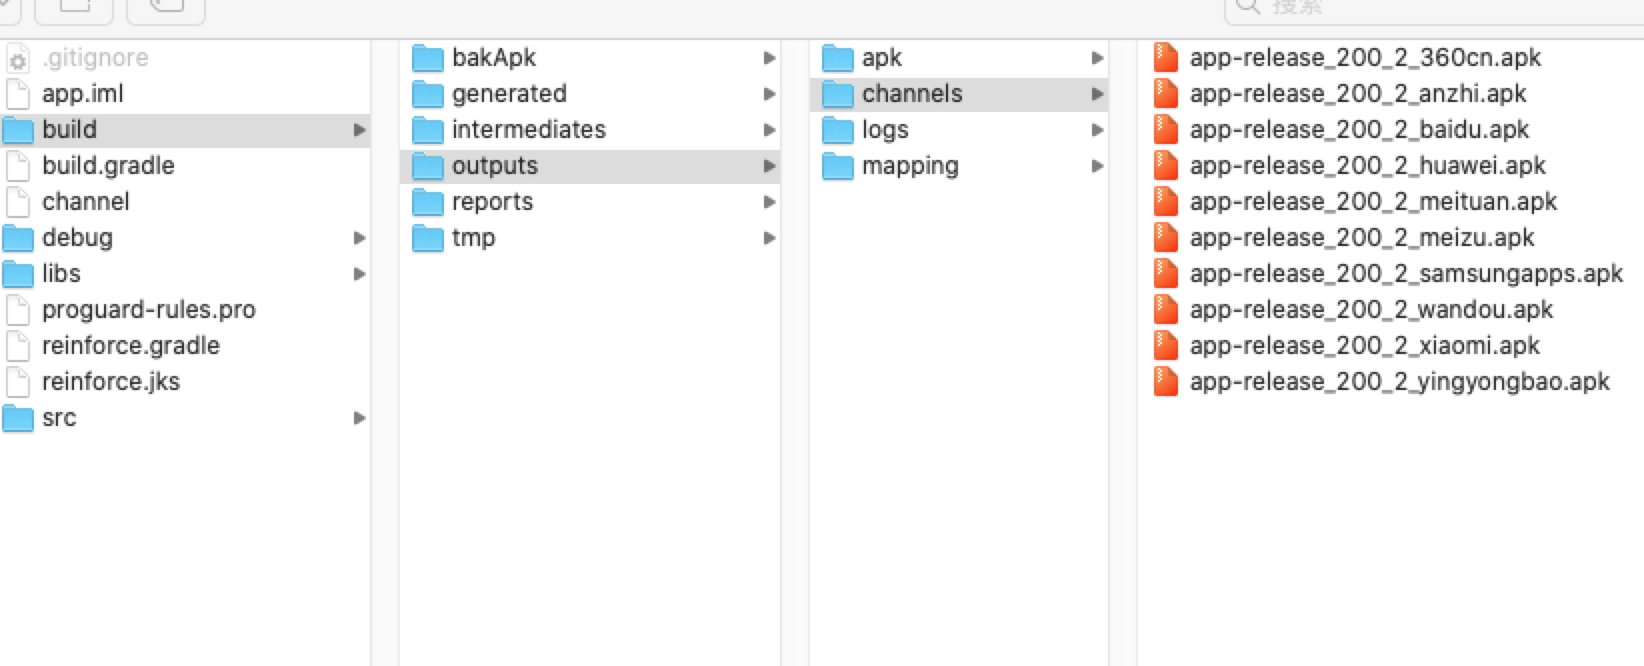 搜索
.gitignore
app.iml
build
build.gradle
channel
debug
libs
proguard-rules.pro
reinforce.gradle
reinforce.jks
src
bakApk
generated
intermediates
outputs
reports
tmp
apk
channels
logs
mapping
app-release_200_2_360cn.apk
app-release_200_2_anzhi.apk
app-release_200_2_baidu.apk
app-release_200_2_huawei.apk
app-release_200_2_meituan.apk
app-release_200_2_meizu.apk
app-release_200_2_samsungapps.apk
app-release_200_2_wandou.apk
app-release_200_2_xiaomi.apk
app-release_200_2_yingyongbao.apk